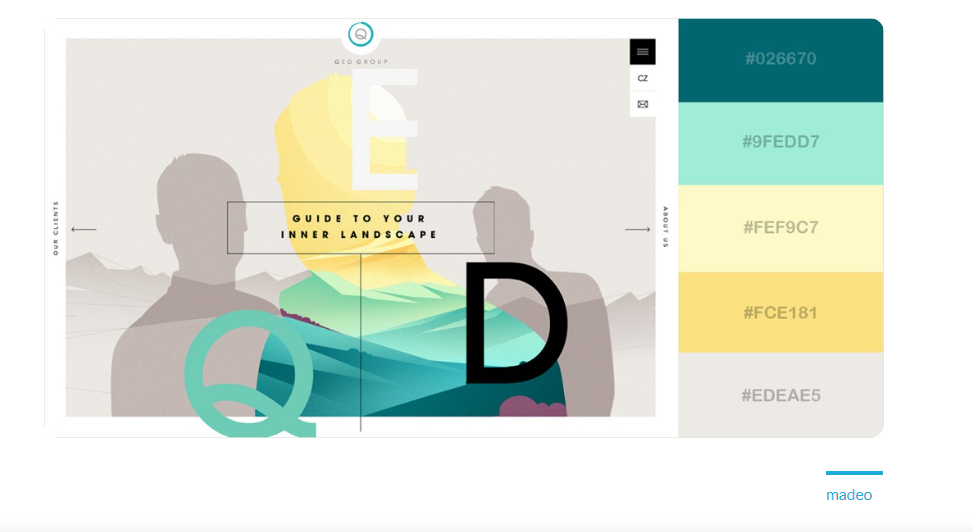 Q
QED GROUP
E
CZ
OUR CLIENTS
GUIDE TO YOUR
INNER LANDSCAPE
ABOUT US
Q
D
#026670
#9FEDD7
#FEF9C7
#FCE181
#EDEAE5
madeo